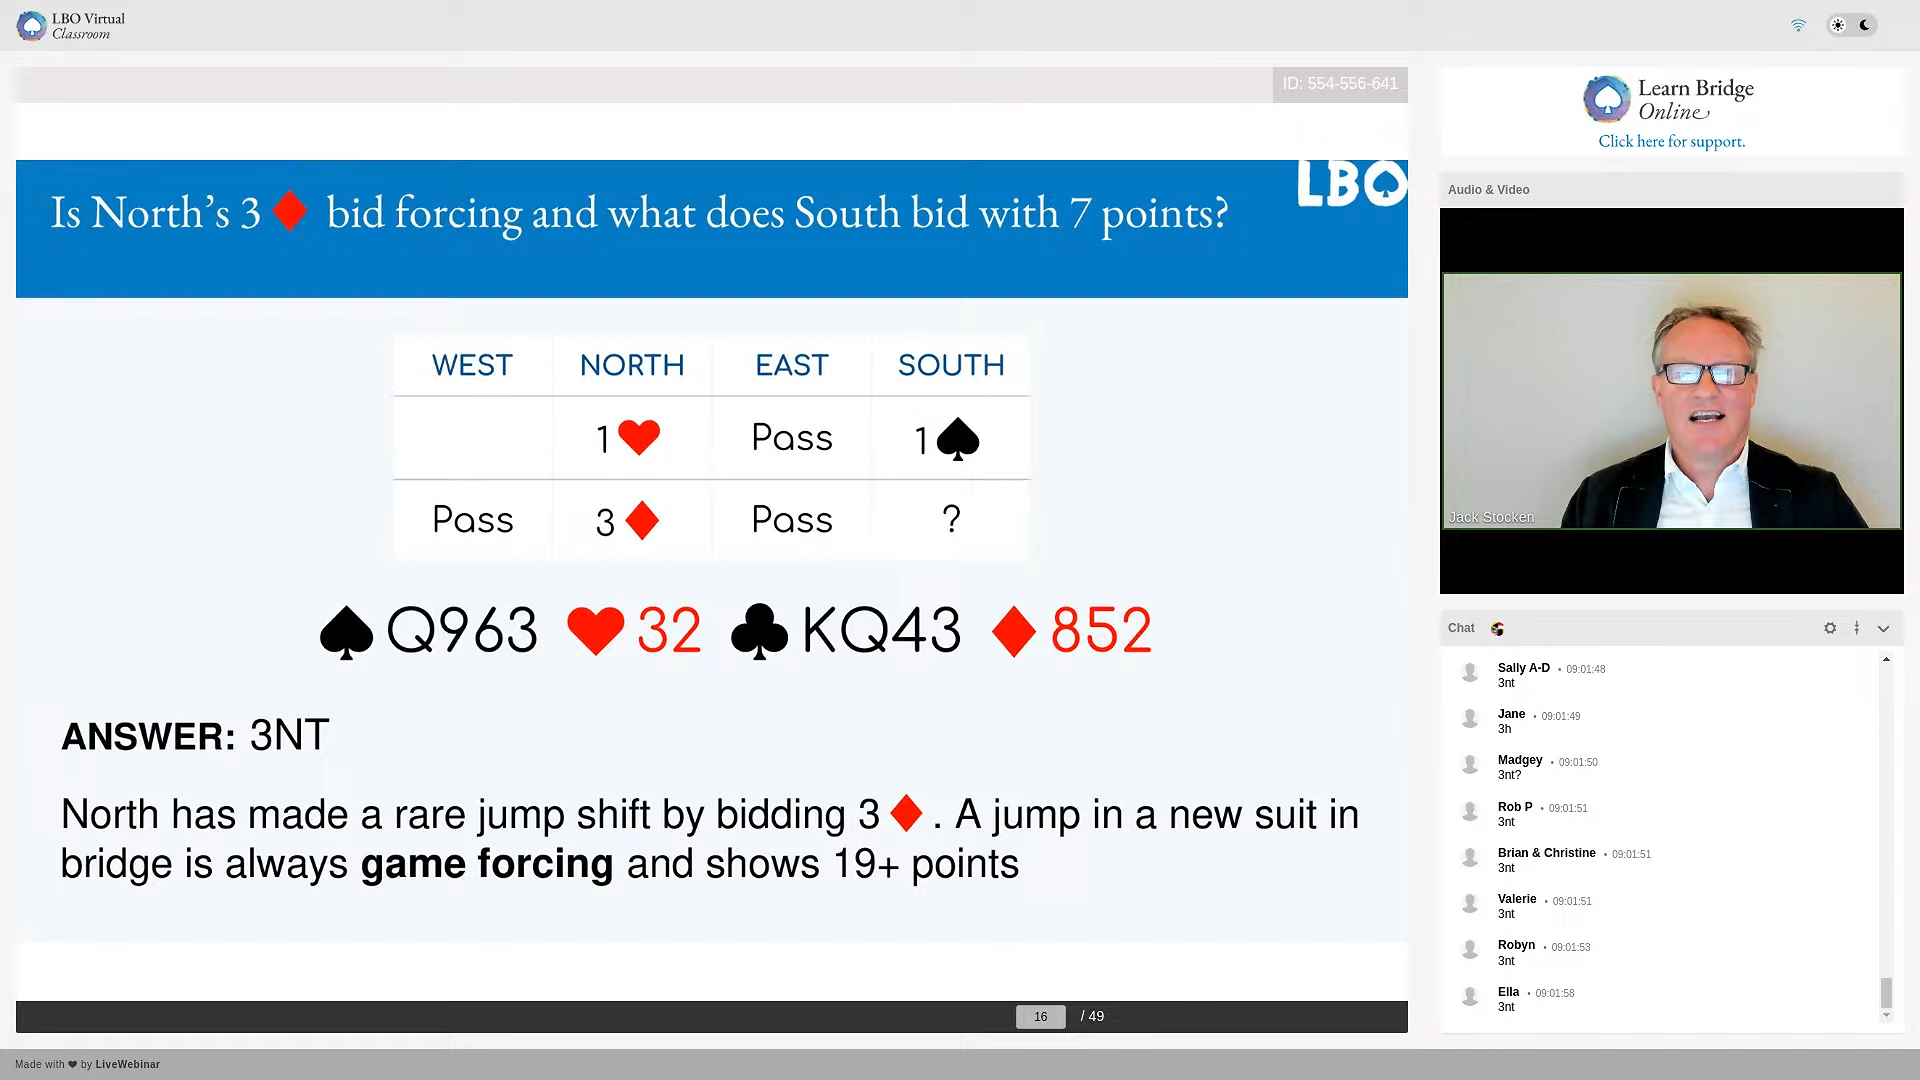 LBO Virtual
Classroom
ID: 554-556-641
LBO
Is North's 3♦ bid forcing and what does South bid with 7 points?
WEST NORTH EAST SOUTH
1♥ Pass 1♠
Pass 3♦ Pass ?
♠Q963 ♥32 ♣KQ43 ♦852
ANSWER: 3NT
North has made a rare jump shift by bidding 3♦. A jump in a new suit in
bridge is always game forcing and shows 19+ points
16 / 49
Learn Bridge
Online
Click here for support.
Audio & Video
Jack Stocken
Chat
Sally A-D • 09:01:48
3nt
Jane • 09:01:49
3h
Madgey • 09:01:50
3nt?
Rob P • 09:01:51
3nt
Brian & Christine • 09:01:51
3nt
Valerie • 09:01:51
3nt
Robyn • 09:01:53
3nt
Ella • 09:01:58
3nt
Made with ❤ by LiveWebinar